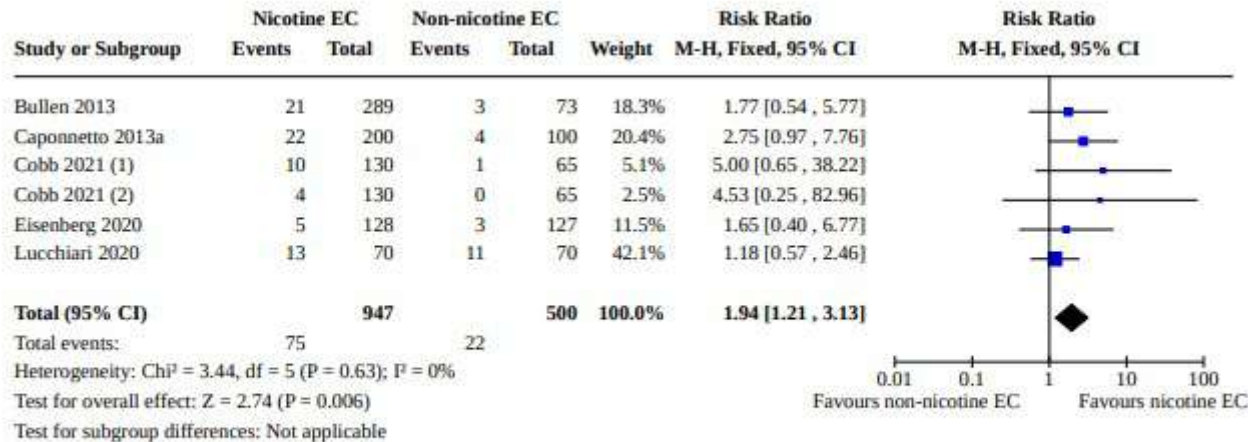 Nicotine EC Non-nicotine EC Risk Ratio Risk Ratio
Study or Subgroup Events Total Events Total Weight M-H, Fixed, 95% CI M-H, Fixed, 95% CI
Bullen 2013 21 289 3 73 18.3% 1.77 [0.54 , 5.77]
Caponnetto 2013a 22 200 4 100 20.4% 2.75 [0.97 , 7.76]
Cobb 2021 (1) 10 130 1 65 5.1% 5.00 [0.65 , 38.22]
Cobb 2021 (2) 4 130 0 65 2.5% 4.53 [0.25 , 82.96]
Eisenberg 2020 5 128 3 127 11.5% 1.65 [0.40 , 6.77]
Lucchiari 2020 13 70 11 70 42.1% 1.18 [0.57 , 2.46]
Total (95% CI) 947 500 100.0% 1.94 [1.21 , 3.13]
Total events: 75 22
Heterogeneity: Chi² = 3.44, df = 5 (P = 0.63); I² = 0%
Test for overall effect: Z = 2.74 (P = 0.006)
Test for subgroup differences: Not applicable
0.01 0.1 1 10 100
Favours non-nicotine EC Favours nicotine EC